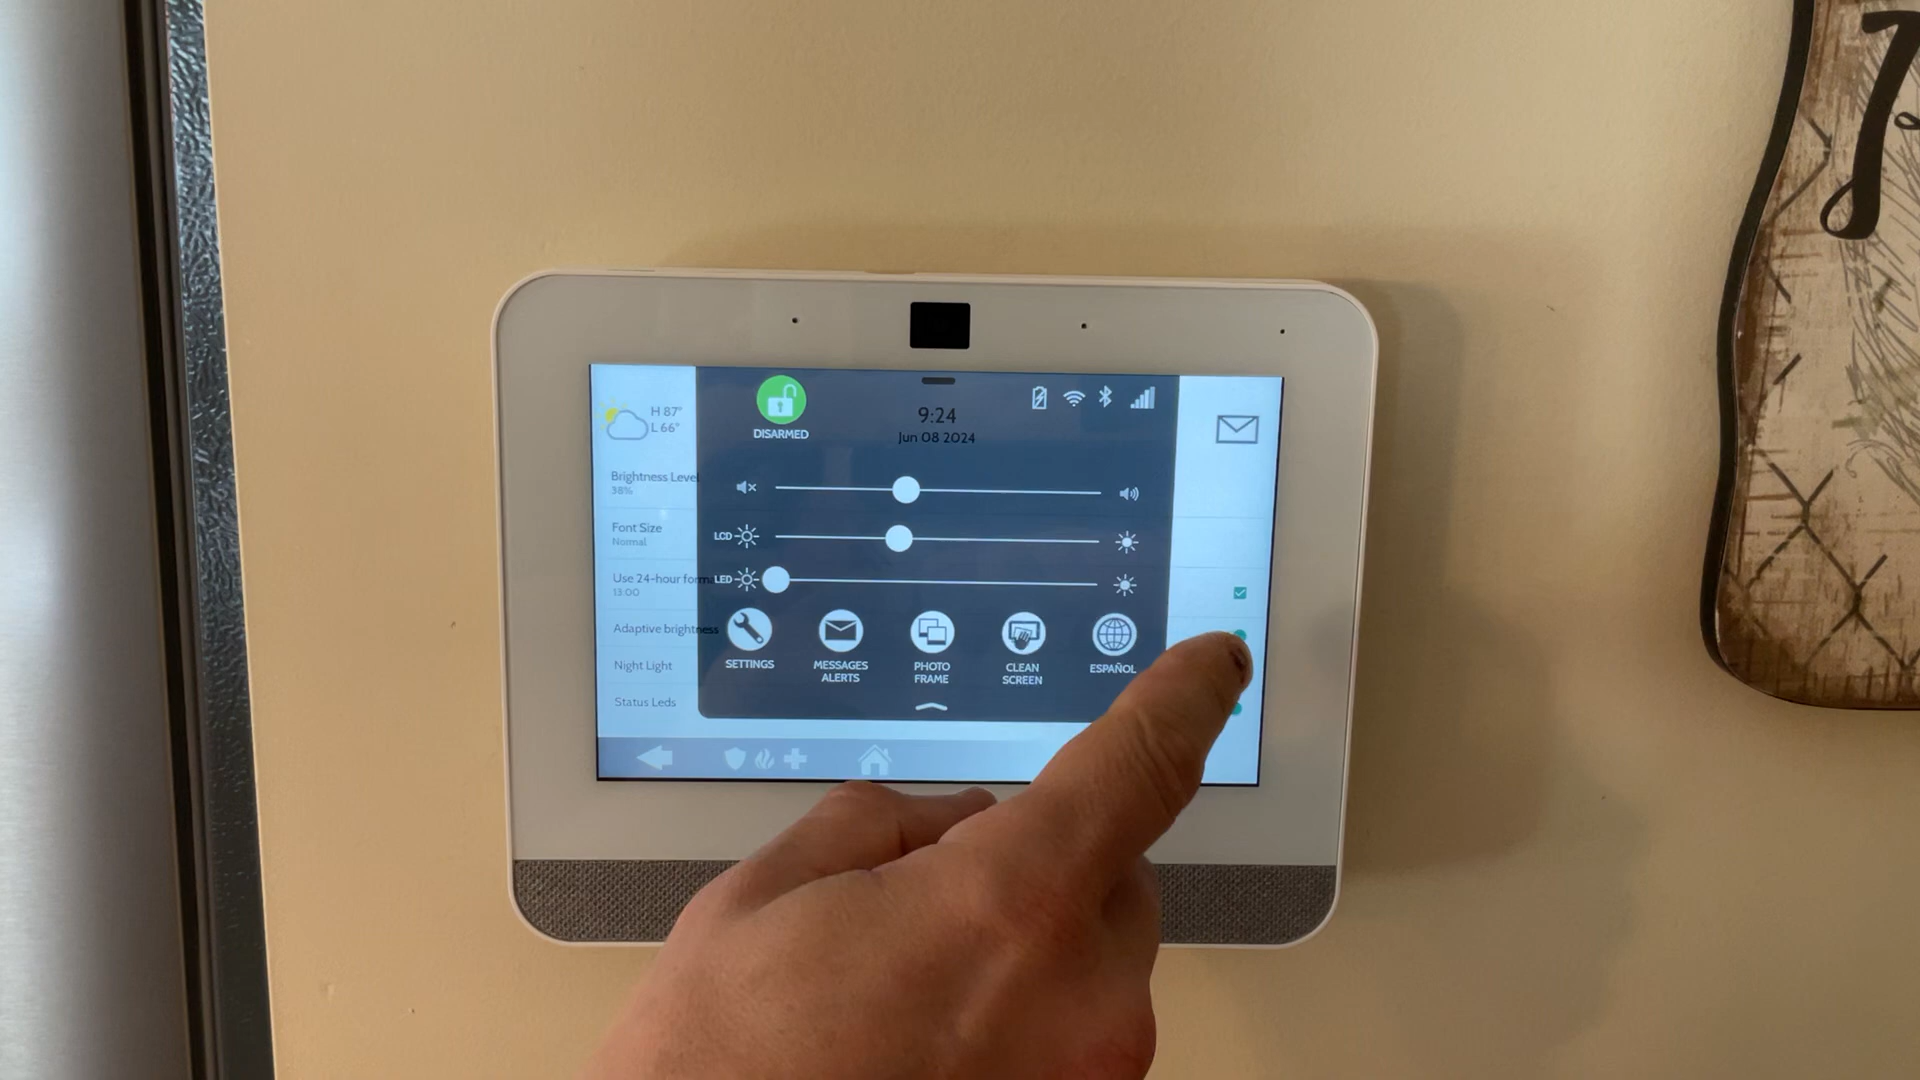 H 87°
L 66°
DISARMED
9:24
Jun 08 2024
Brightness Level
38%
Font Size
Normal
LCD
Use 24-hour forma
13:00
LED
Adaptive brightness
Night Light
Status Leds
SETTINGS
MESSAGES
ALERTS
PHOTO
FRAME
CLEAN
SCREEN
ESPAÑOL